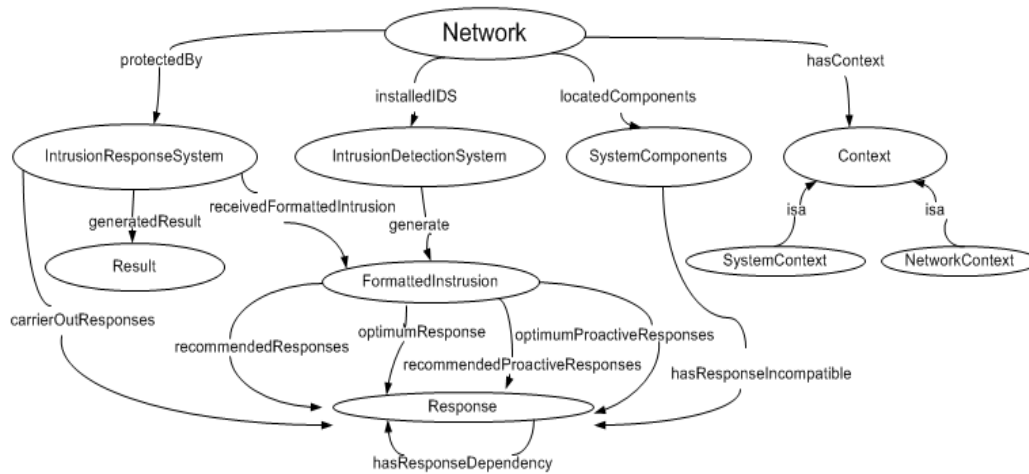 Network
protectedBy
hasContext
installedIDS
locatedComponents
IntrusionResponseSystem
IntrusionDetectionSystem
SystemComponents
Context
receivedFormattedIntrusion
isa
isa
generatedResult
generate
Result
SystemContext
NetworkContext
FormattedInstrusion
carrierOutResponses
optimumResponse
optimumProactiveResponses
recommendedResponses
recommendedProactiveResponses
hasResponseIncompatible
Response
hasResponseDependency